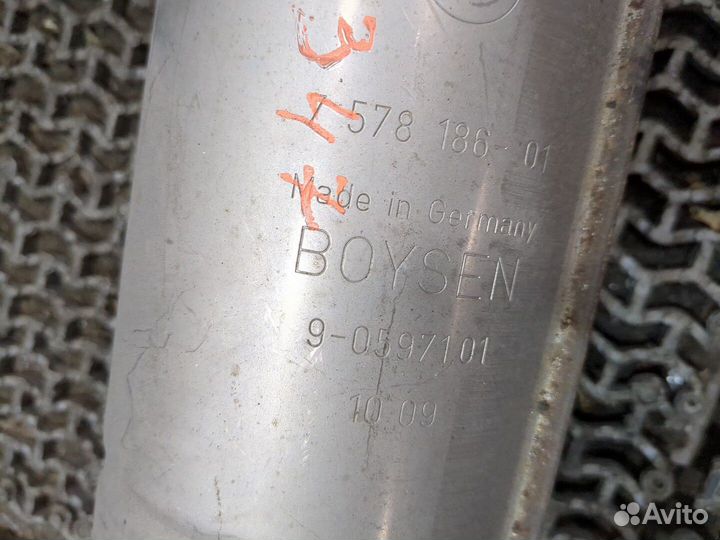 7 578 186-01
Made in Germany
BOYSEN
9-0597101
10 09
Avito